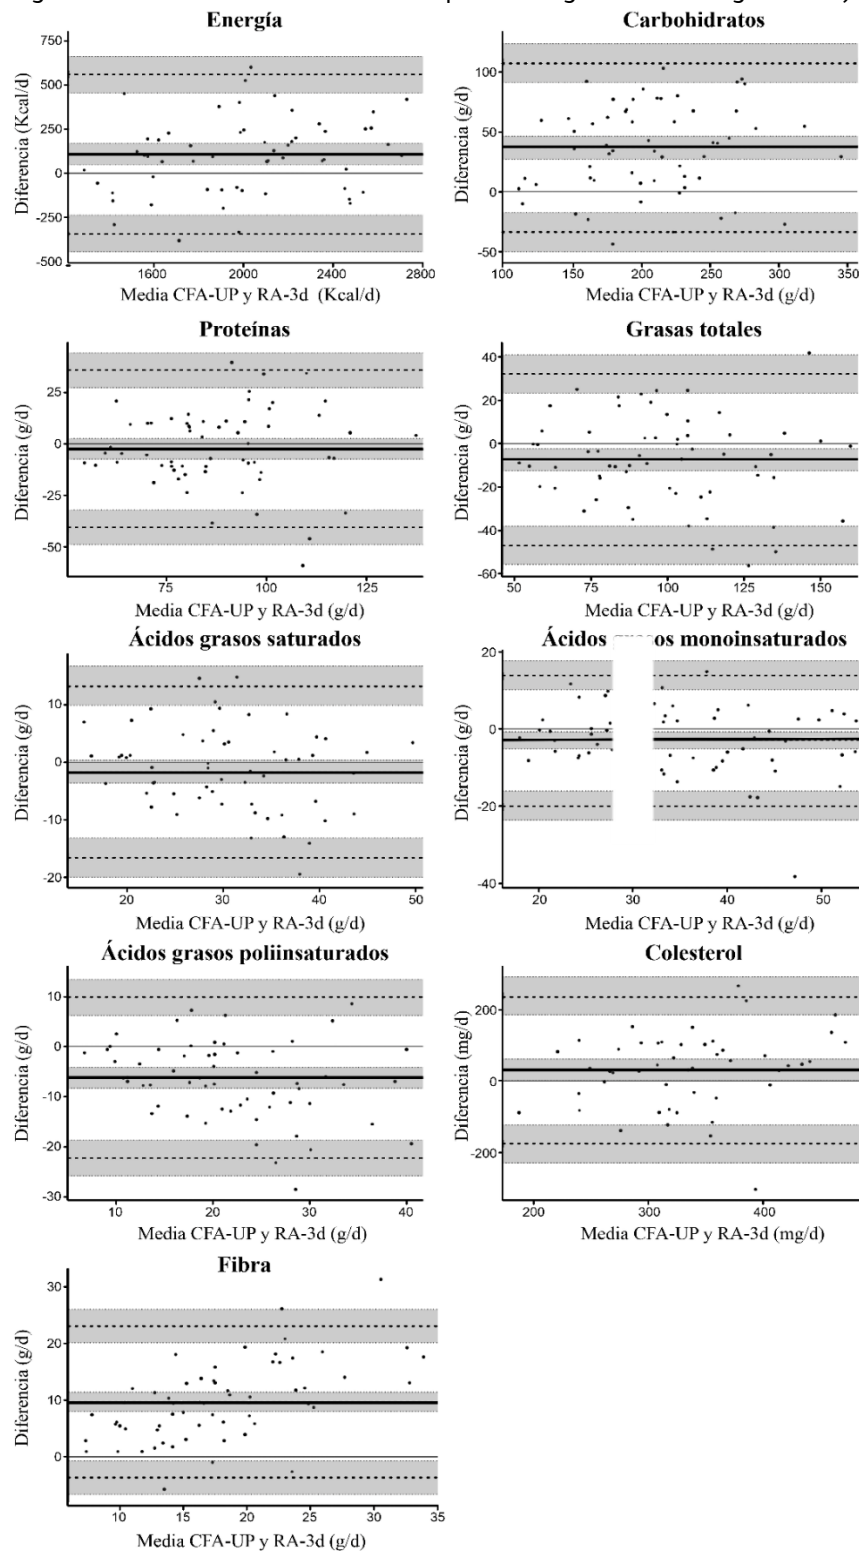 Energía
Diferencia (Kcal/d)
750
500
250
0
-250
-500
1600 2000 2400 2800
Media CFA-UP y RA-3d (Kcal/d)
Carbohidratos
Diferencia (g/d)
100
50
0
-50
100 150 200 250 300 350
Media CFA-UP y RA-3d (g/d)
Proteínas
Diferencia (g/d)
25
0
-25
-50
75 100 125
Media CFA-UP y RA-3d (g/d)
Grasas totales
Diferencia (g/d)
40
20
0
-20
-40
-60
50 75 100 125 150
Media CFA-UP y RA-3d (g/d)
Ácidos grasos saturados
Diferencia (g/d)
10
0
-10
-20
20 30 40 50
Media CFA-UP y RA-3d (g/d)
Ácidos monoinsaturados
Diferencia (g/d)
20
0
-20
-40
20 30 40 50
Media CFA-UP y RA-3d (g/d)
Ácidos grasos poliinsaturados
Diferencia (g/d)
10
0
-10
-20
-30
10 20 30 40
Media CFA-UP y RA-3d (g/d)
Colesterol
Diferencia (mg/d)
200
0
-200
200 300 400
Media CFA-UP y RA-3d (mg/d)
Fibra
Diferencia (g/d)
30
20
10
0
10 15 20 25 30 35
Media CFA-UP y RA-3d (g/d)